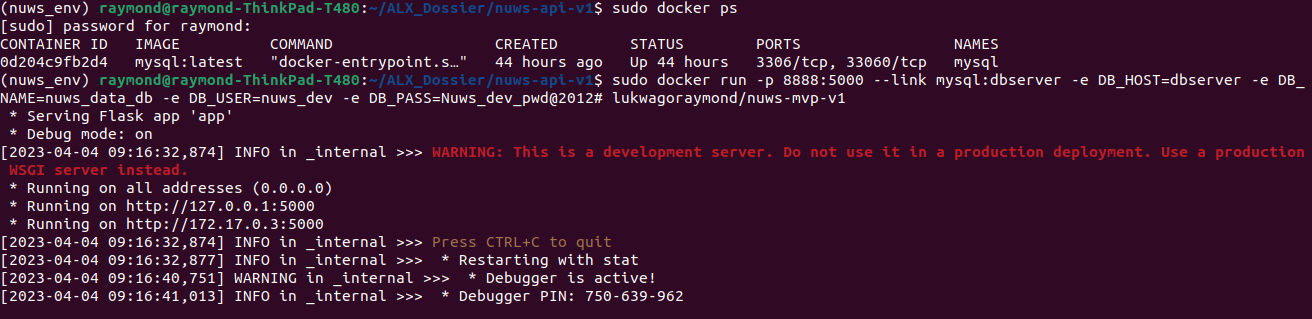 (nuws_env) raymond@raymond-ThinkPad-T480:~/ALX_Dossier/nuws-api-v1$ sudo docker ps
[sudo] password for raymond:
CONTAINER ID   IMAGE          COMMAND                  CREATED        STATUS        PORTS                 NAMES
0d204c9fb2d4   mysql:latest   "docker-entrypoint.s…"   44 hours ago   Up 44 hours   3306/tcp, 33060/tcp   mysql
(nuws_env) raymond@raymond-ThinkPad-T480:~/ALX_Dossier/nuws-api-v1$ sudo docker run -p 8888:5000 --link mysql:dbserver -e DB_HOST=dbserver -e DB_
NAME=nuws_data_db -e DB_USER=nuws_dev -e DB_PASS=Nuws_dev_pwd@2012# lukwagoraymond/nuws-mvp-v1
 * Serving Flask app 'app'
 * Debug mode: on
[2023-04-04 09:16:32,874] INFO in _internal >>> WARNING: This is a development server. Do not use it in a production deployment. Use a production
 WSGI server instead.
 * Running on all addresses (0.0.0.0)
 * Running on http://127.0.0.1:5000
 * Running on http://172.17.0.3:5000
[2023-04-04 09:16:32,874] INFO in _internal >>> Press CTRL+C to quit
[2023-04-04 09:16:32,877] INFO in _internal >>>  * Restarting with stat
[2023-04-04 09:16:40,751] WARNING in _internal >>>  * Debugger is active!
[2023-04-04 09:16:41,013] INFO in _internal >>>  * Debugger PIN: 750-639-962